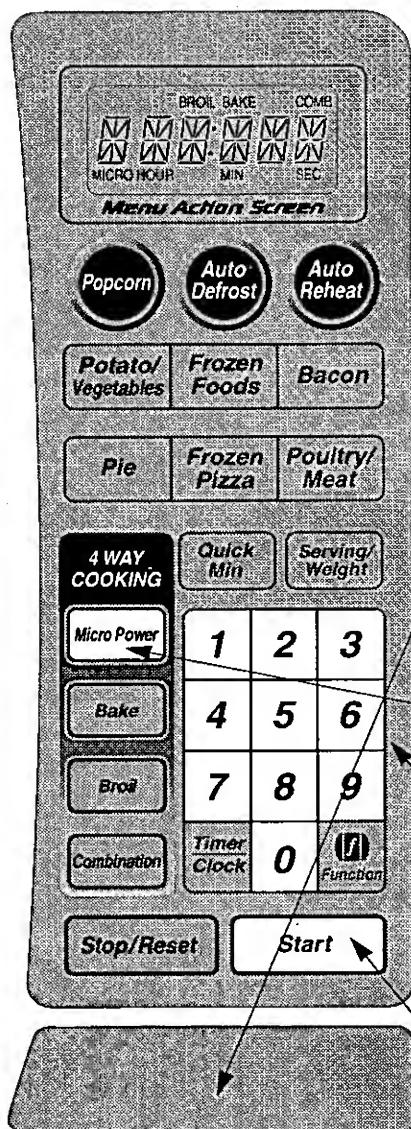 BROIL BAKE COMB
MICRO HOUR MIN SEC
Menu Action Screen
Popcorn Auto Defrost Auto Reheat
Potato/ Vegetables Frozen Foods Bacon
Pie Frozen Pizza Poultry/ Meat
4 WAY COOKING Quick Min Serving/ Weight
Micro Power 1 2 3
Bake 4 5 6
Broil 7 8 9
Combination Timer Clock 0 Function
Stop/Reset Start